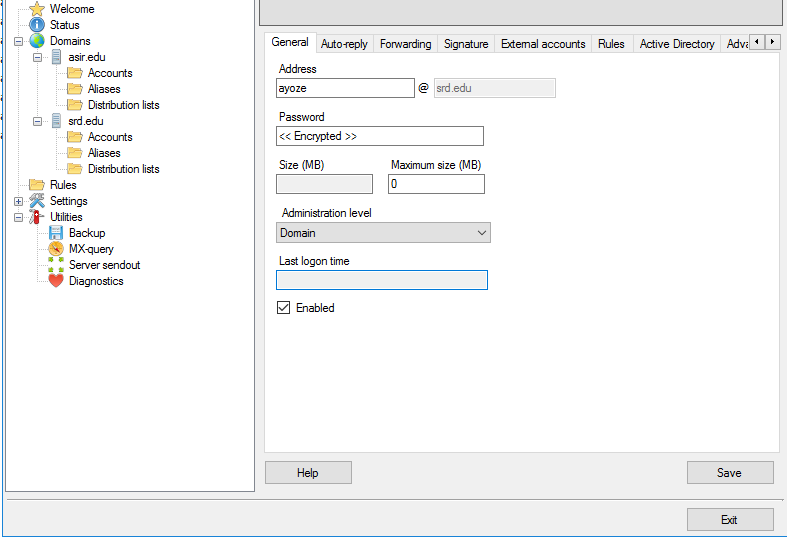 Welcome
Status
Domains
asir.edu
Accounts
Aliases
Distribution lists
srd.edu
Accounts
Aliases
Distribution lists
Rules
Settings
Utilities
Backup
MX-query
Server sendout
Diagnostics
General Auto-reply Forwarding Signature External accounts Rules Active Directory Adva
Address
ayoze @ srd.edu
Password
<< Encrypted >>
Size (MB) Maximum size (MB)
0
Administration level
Domain
Last logon time
Enabled
Help Save
Exit